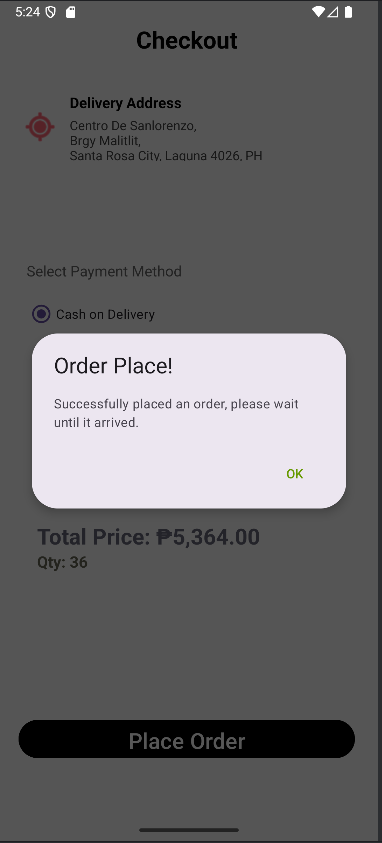 5:24
Checkout
Delivery Address
Centro De Sanlorenzo,
Brgy Malitlit,
Santa Rosa City, Laguna 4026, PH
Select Payment Method
Cash on Delivery
Order Place!
Successfully placed an order, please wait
until it arrived.
OK
Total Price: ₱5,364.00
Qty: 36
Place Order